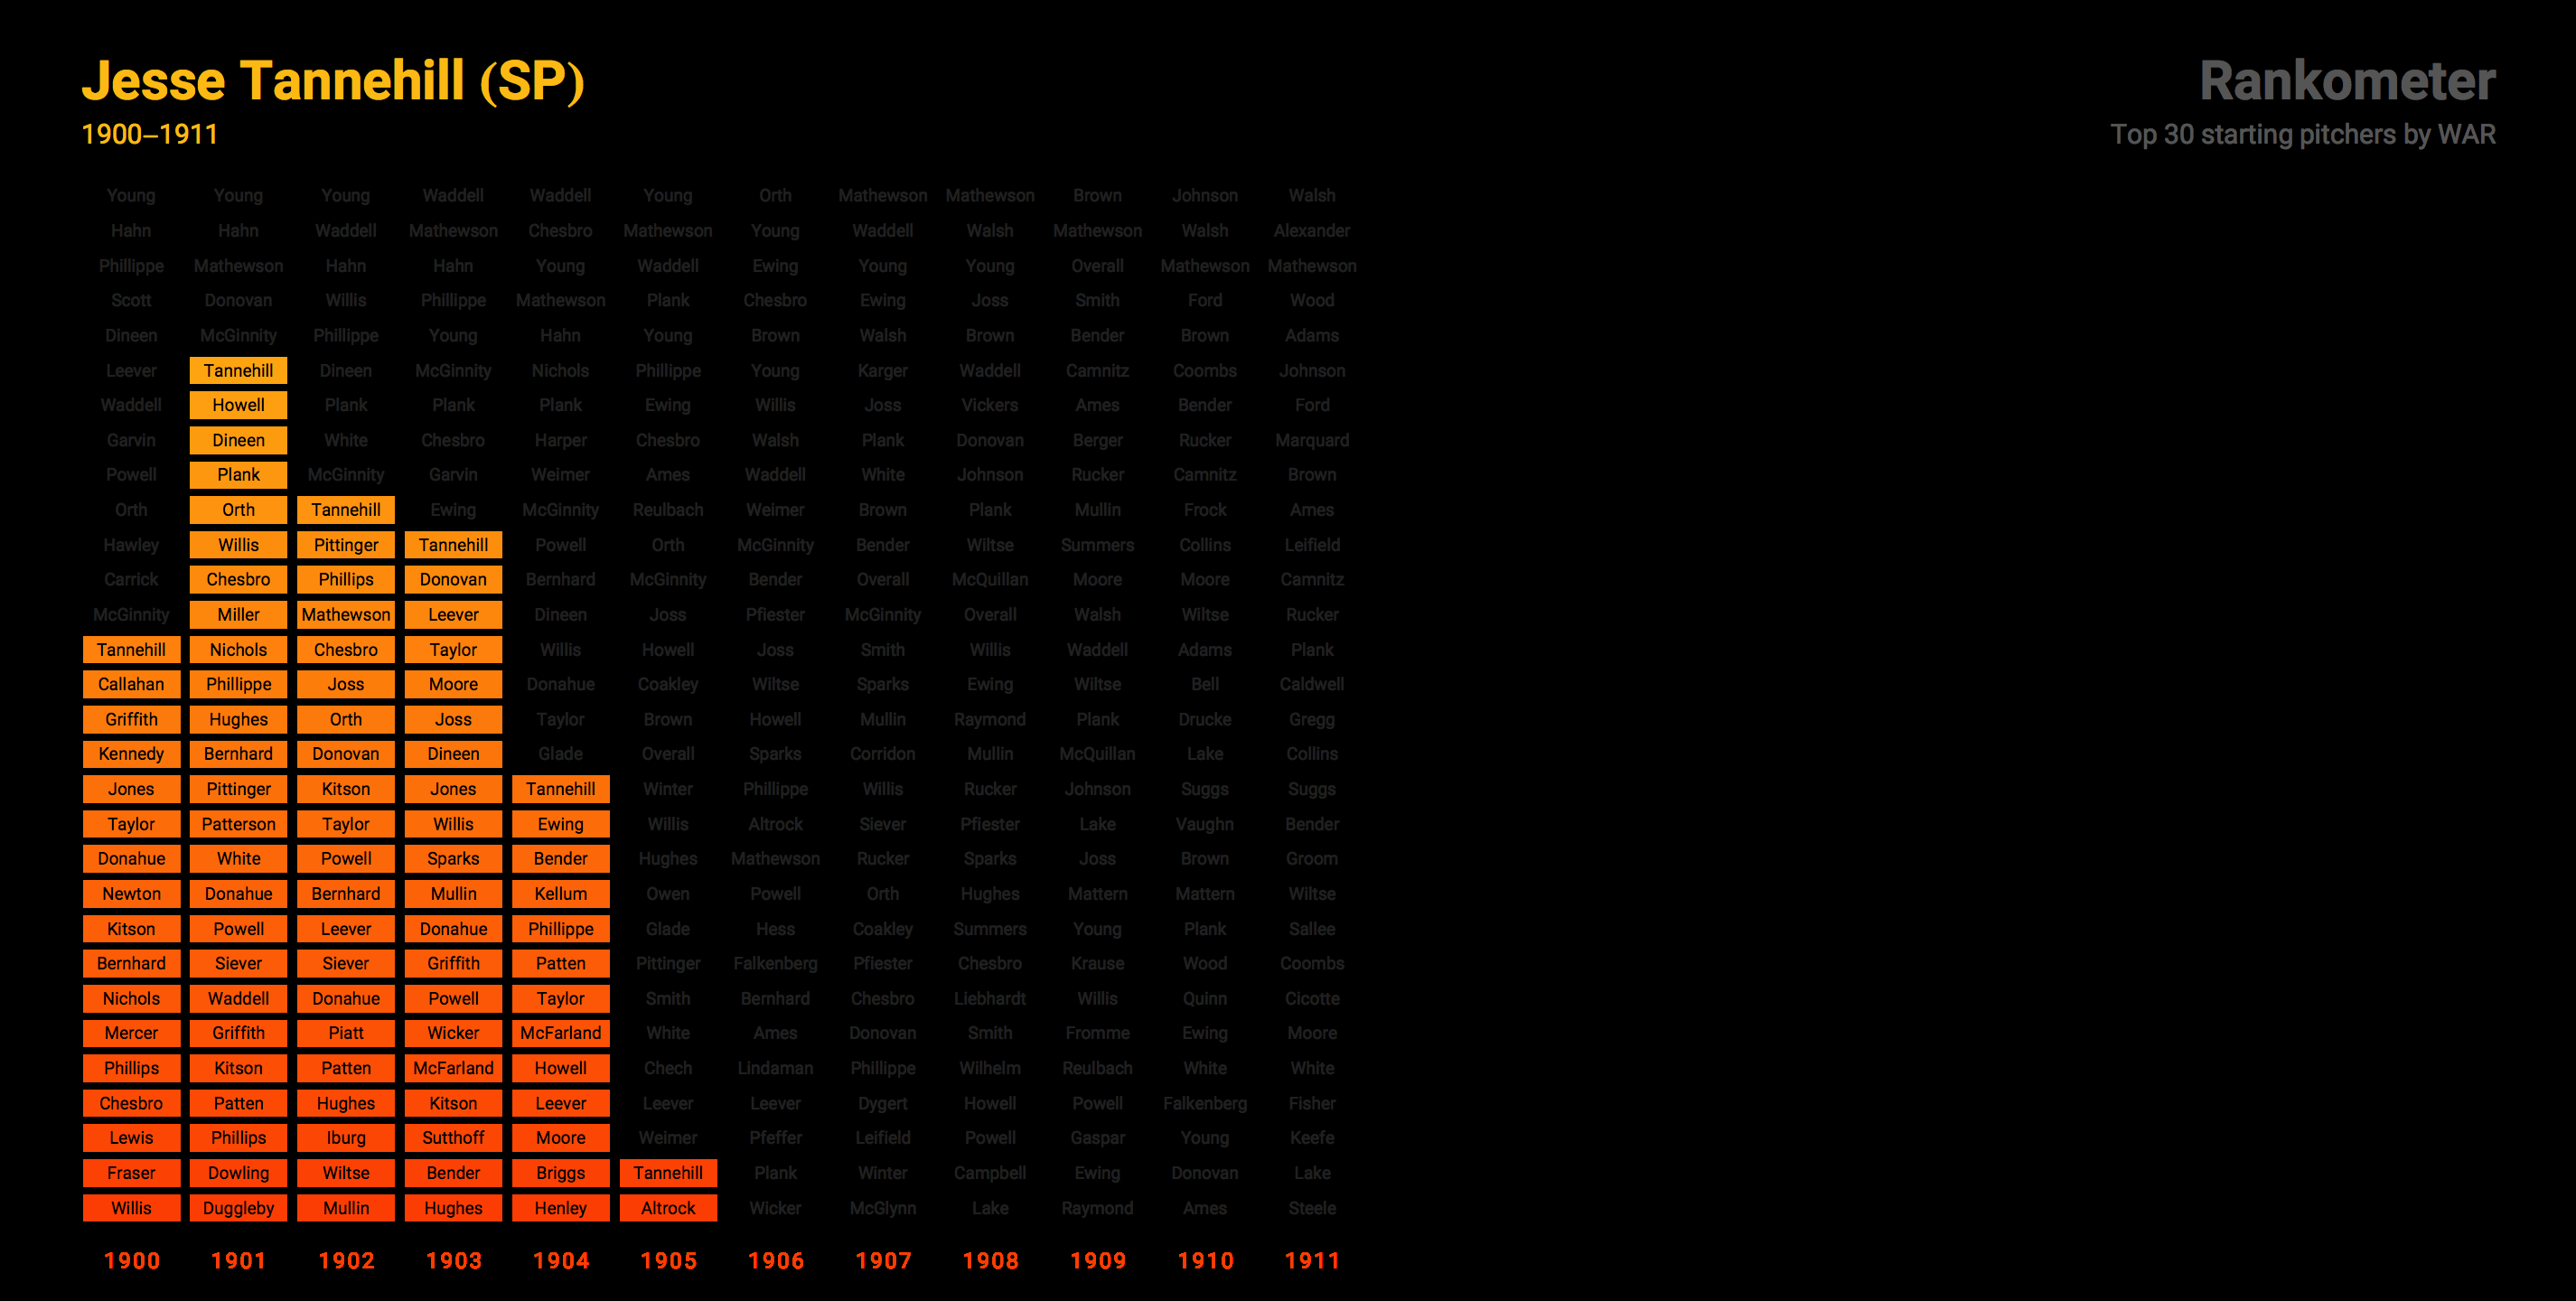 Jesse Tannehill (SP)
1900–1911
Rankometer
Top 30 starting pitchers by WAR
Young Young Young Waddell Waddell Young Orth Mathewson Mathewson Brown Johnson Walsh
Hahn Hahn Waddell Mathewson Chesbro Mathewson Young Waddell Walsh Mathewson Walsh Alexander
Phillippe Mathewson Hahn Hahn Young Waddell Ewing Young Young Overall Mathewson Mathewson
Scott Donovan Willis Phillippe Mathewson Plank Chesbro Ewing Joss Smith Ford Wood
Dineen McGinnity Phillippe Young Hahn Young Brown Walsh Brown Bender Brown Adams
Leever Tannehill Dineen McGinnity Nichols Phillippe Young Karger Waddell Camnitz Coombs Johnson
Waddell Howell Plank Plank Plank Ewing Willis Joss Vickers Ames Bender Ford
Garvin Dineen White Chesbro Harper Chesbro Walsh Plank Donovan Berger Rucker Marquard
Powell Plank McGinnity Garvin Weimer Ames Waddell White Johnson Rucker Camnitz Brown
Orth Orth Tannehill Ewing McGinnity Reulbach Weimer Brown Plank Mullin Frock Ames
Hawley Willis Pittinger Tannehill Powell Orth McGinnity Bender Wiltse Summers Collins Leifield
Carrick Chesbro Phillips Donovan Bernhard McGinnity Bender Overall McQuillan Moore Moore Camnitz
McGinnity Miller Mathewson Leever Dineen Joss Pfiester McGinnity Overall Walsh Wiltse Rucker
Tannehill Nichols Chesbro Taylor Willis Howell Joss Smith Willis Waddell Adams Plank
Callahan Phillippe Joss Moore Donahue Coakley Wiltse Sparks Ewing Wiltse Bell Caldwell
Griffith Hughes Orth Joss Taylor Brown Howell Mullin Raymond Plank Drucke Gregg
Kennedy Bernhard Donovan Dineen Glade Overall Sparks Corridon Mullin McQuillan Lake Collins
Jones Pittinger Kitson Jones Tannehill Winter Phillippe Willis Rucker Johnson Suggs Suggs
Taylor Patterson Taylor Willis Ewing Willis Altrock Siever Pfiester Lake Vaughn Bender
Donahue White Powell Sparks Bender Hughes Mathewson Rucker Sparks Joss Brown Groom
Newton Donahue Bernhard Mullin Kellum Owen Powell Orth Hughes Mattern Mattern Wiltse
Kitson Powell Leever Donahue Phillippe Glade Hess Coakley Summers Young Plank Sallee
Bernhard Siever Siever Griffith Patten Pittinger Falkenberg Pfiester Chesbro Krause Wood Coombs
Nichols Waddell Donahue Powell Taylor Smith Bernhard Chesbro Liebhardt Willis Quinn Cicotte
Mercer Griffith Piatt Wicker McFarland White Ames Donovan Smith Fromme Ewing Moore
Phillips Kitson Patten McFarland Howell Chech Lindaman Phillippe Wilhelm Reulbach White White
Chesbro Patten Hughes Kitson Leever Leever Leever Dygert Howell Powell Falkenberg Fisher
Lewis Phillips Iburg Sutthoff Moore Weimer Pfeffer Leifield Powell Gaspar Young Keefe
Fraser Dowling Wiltse Bender Briggs Tannehill Plank Winter Campbell Ewing Donovan Lake
Willis Duggleby Mullin Hughes Henley Altrock Wicker McGlynn Lake Raymond Ames Steele
1900 1901 1902 1903 1904 1905 1906 1907 1908 1909 1910 1911